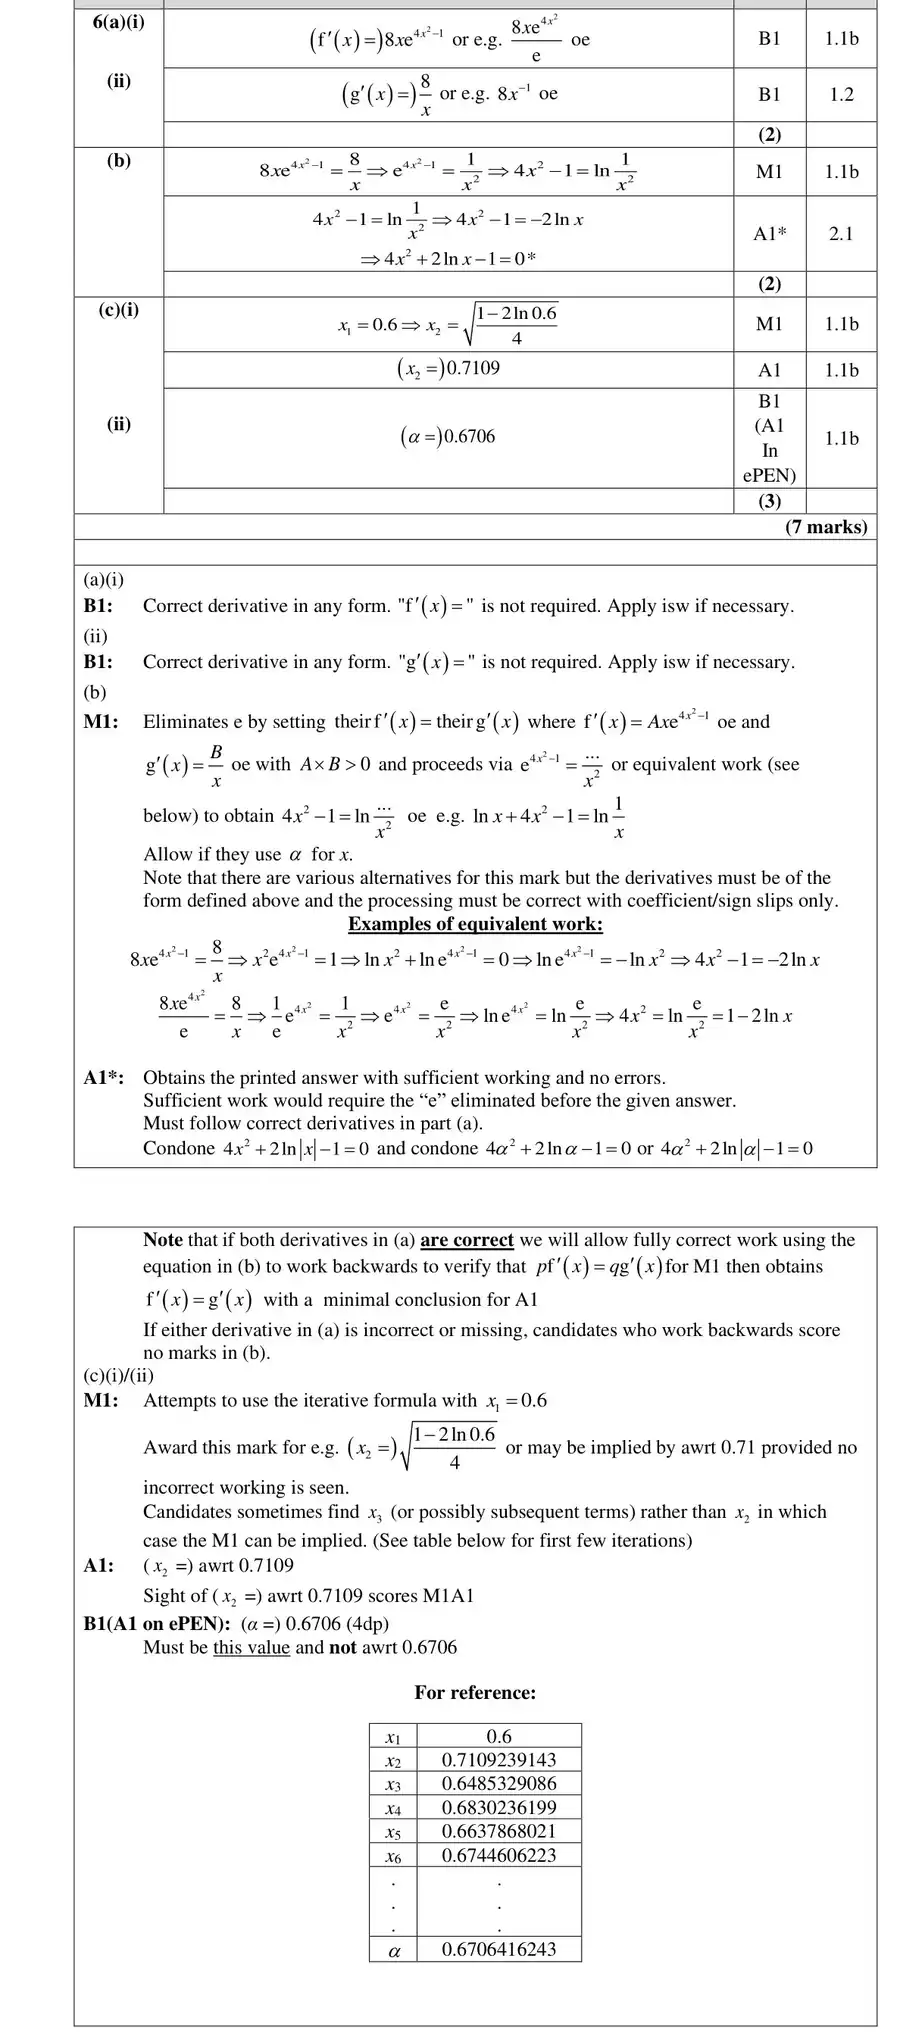 6(a)(i) (f′(x)=)8xe^{4x²−1} or e.g. 8xe^{4x²}/e oe B1 1.1b
(ii) (g′(x)=)8/x or e.g. 8x⁻¹ oe B1 1.2
(2)
(b) 8xe^{4x²−1} = 8/x ⇒ e^{4x²−1} = 1/x² ⇒ 4x² −1 = ln 1/x² M1 1.1b
4x² −1 = ln 1/x² ⇒ 4x² −1 = −2 ln x
⇒ 4x² + 2 ln x −1 = 0* A1* 2.1
(2)
(c)(i) x₁ = 0.6 ⇒ x₂ = √((1−2 ln 0.6)/4) M1 1.1b
(x₂ =)0.7109 A1 1.1b
(ii) (α =)0.6706 B1 (A1 In ePEN) 1.1b
(3)
(7 marks)
(a)(i)
B1: Correct derivative in any form. "f′(x)=" is not required. Apply isw if necessary.
(ii)
B1: Correct derivative in any form. "g′(x)=" is not required. Apply isw if necessary.
(b)
M1: Eliminates e by setting their f′(x) = their g′(x) where f′(x) = Axe^{4x²−1} oe and
g′(x) = B/x oe with A×B > 0 and proceeds via e^{4x²−1} = .../x² or equivalent work (see
below) to obtain 4x² −1 = ln .../x² oe e.g. ln x + 4x² −1 = ln 1/x
Allow if they use α for x.
Note that there are various alternatives for this mark but the derivatives must be of the
form defined above and the processing must be correct with coefficient/sign slips only.
Examples of equivalent work:
8xe^{4x²−1} = 8/x ⇒ x²e^{4x²−1} = 1 ⇒ ln x² + ln e^{4x²−1} = 0 ⇒ ln e^{4x²−1} = −ln x² ⇒ 4x² −1 = −2 ln x
8xe^{4x²}/e = 8/x ⇒ 1/e e^{4x²} = 1/x² ⇒ e^{4x²} = e/x² ⇒ ln e^{4x²} = ln e/x² ⇒ 4x² = ln e/x² = 1−2 ln x
A1*: Obtains the printed answer with sufficient working and no errors.
Sufficient work would require the “e” eliminated before the given answer.
Must follow correct derivatives in part (a).
Condone 4x² + 2 ln|x| −1 = 0 and condone 4α² + 2 ln α −1 = 0 or 4α² + 2 ln|α| −1 = 0
Note that if both derivatives in (a) are correct we will allow fully correct work using the
equation in (b) to work backwards to verify that pf′(x) = qg′(x) for M1 then obtains
f′(x) = g′(x) with a minimal conclusion for A1
If either derivative in (a) is incorrect or missing, candidates who work backwards score
no marks in (b).
(c)(i)/(ii)
M1: Attempts to use the iterative formula with x₁ = 0.6
Award this mark for e.g. (x₂ =)√((1−2 ln 0.6)/4) or may be implied by awrt 0.71 provided no
incorrect working is seen.
Candidates sometimes find x₃ (or possibly subsequent terms) rather than x₂ in which
case the M1 can be implied. (See table below for first few iterations)
A1: (x₂ =) awrt 0.7109
Sight of (x₂ =) awrt 0.7109 scores M1A1
B1(A1 on ePEN): (α =) 0.6706 (4dp)
Must be this value and not awrt 0.6706
For reference:
x₁ 0.6
x₂ 0.7109239143
x₃ 0.6485329086
x₄ 0.6830236199
x₅ 0.6637868021
x₆ 0.6744606223
. .
. .
. .
α 0.6706416243